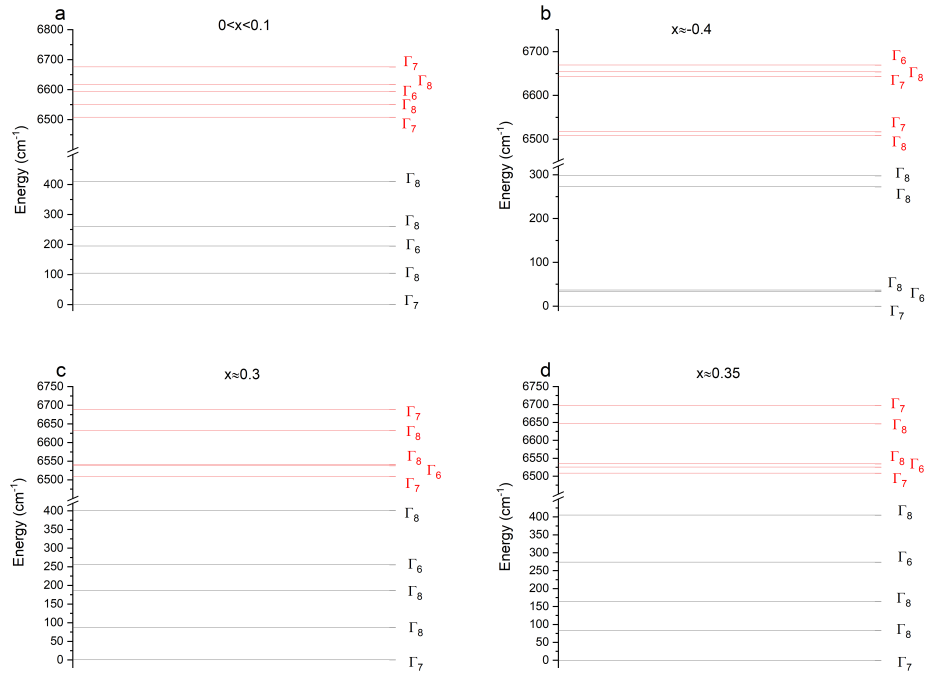 a
0<x<0.1
6800
6700
6600
6500
400
300
200
100
0
Energy (cm⁻¹)
Γ₇
Γ₈
Γ₆
Γ₈
Γ₇
Γ₈
Γ₈
Γ₆
Γ₈
Γ₇
b
x≈-0.4
6700
6600
6500
300
200
100
0
Energy (cm⁻¹)
Γ₆
Γ₈
Γ₇
Γ₇
Γ₈
Γ₈
Γ₈
Γ₈
Γ₆
Γ₇
c
x≈0.3
6750
6700
6650
6600
6550
6500
400
350
300
250
200
150
100
50
0
Energy (cm⁻¹)
Γ₇
Γ₈
Γ₈
Γ₆
Γ₇
Γ₈
Γ₆
Γ₈
Γ₈
Γ₇
d
x≈0.35
6750
6700
6650
6600
6550
6500
400
350
300
250
200
150
100
50
0
Energy (cm⁻¹)
Γ₇
Γ₈
Γ₈
Γ₆
Γ₇
Γ₈
Γ₆
Γ₈
Γ₈
Γ₇